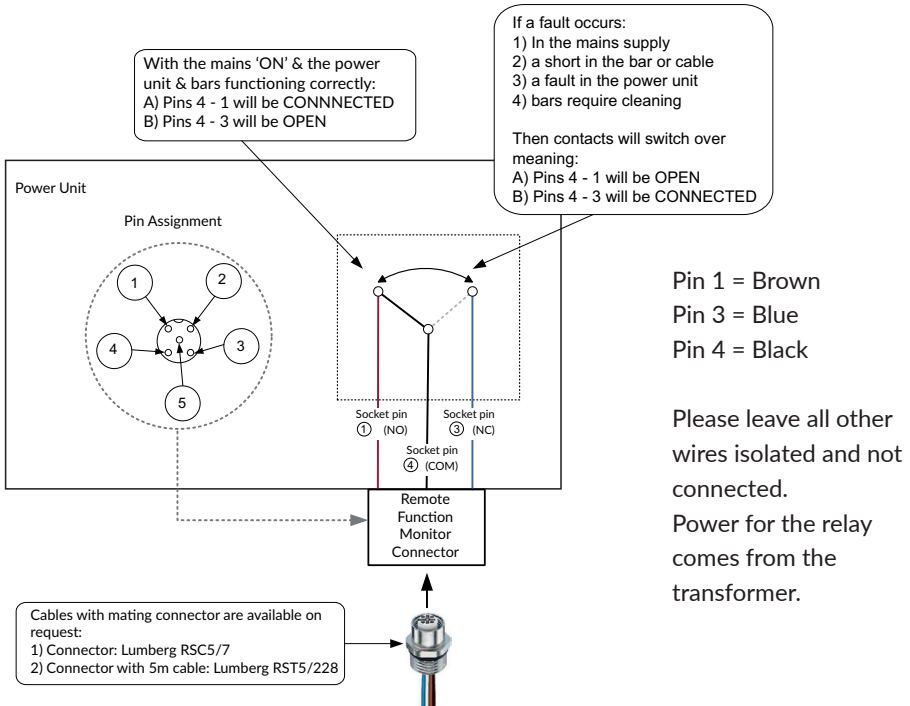 With the mains ‘ON’ & the power
unit & bars functioning correctly:
A) Pins 4 - 1 will be CONNNECTED
B) Pins 4 - 3 will be OPEN
If a fault occurs:
1) In the mains supply
2) a short in the bar or cable
3) a fault in the power unit
4) bars require cleaning
Then contacts will switch over
meaning:
A) Pins 4 - 1 will be OPEN
B) Pins 4 - 3 will be CONNECTED
Power Unit
Pin Assignment
1
2
4
3
5
Socket pin
1 (NO)
Socket pin
3 (NC)
Socket pin
4 (COM)
Remote
Function
Monitor
Connector
Pin 1 = Brown
Pin 3 = Blue
Pin 4 = Black
Please leave all other
wires isolated and not
connected.
Power for the relay
comes from the
transformer.
Cables with mating connector are available on
request:
1) Connector: Lumberg RSC5/7
2) Connector with 5m cable: Lumberg RST5/228